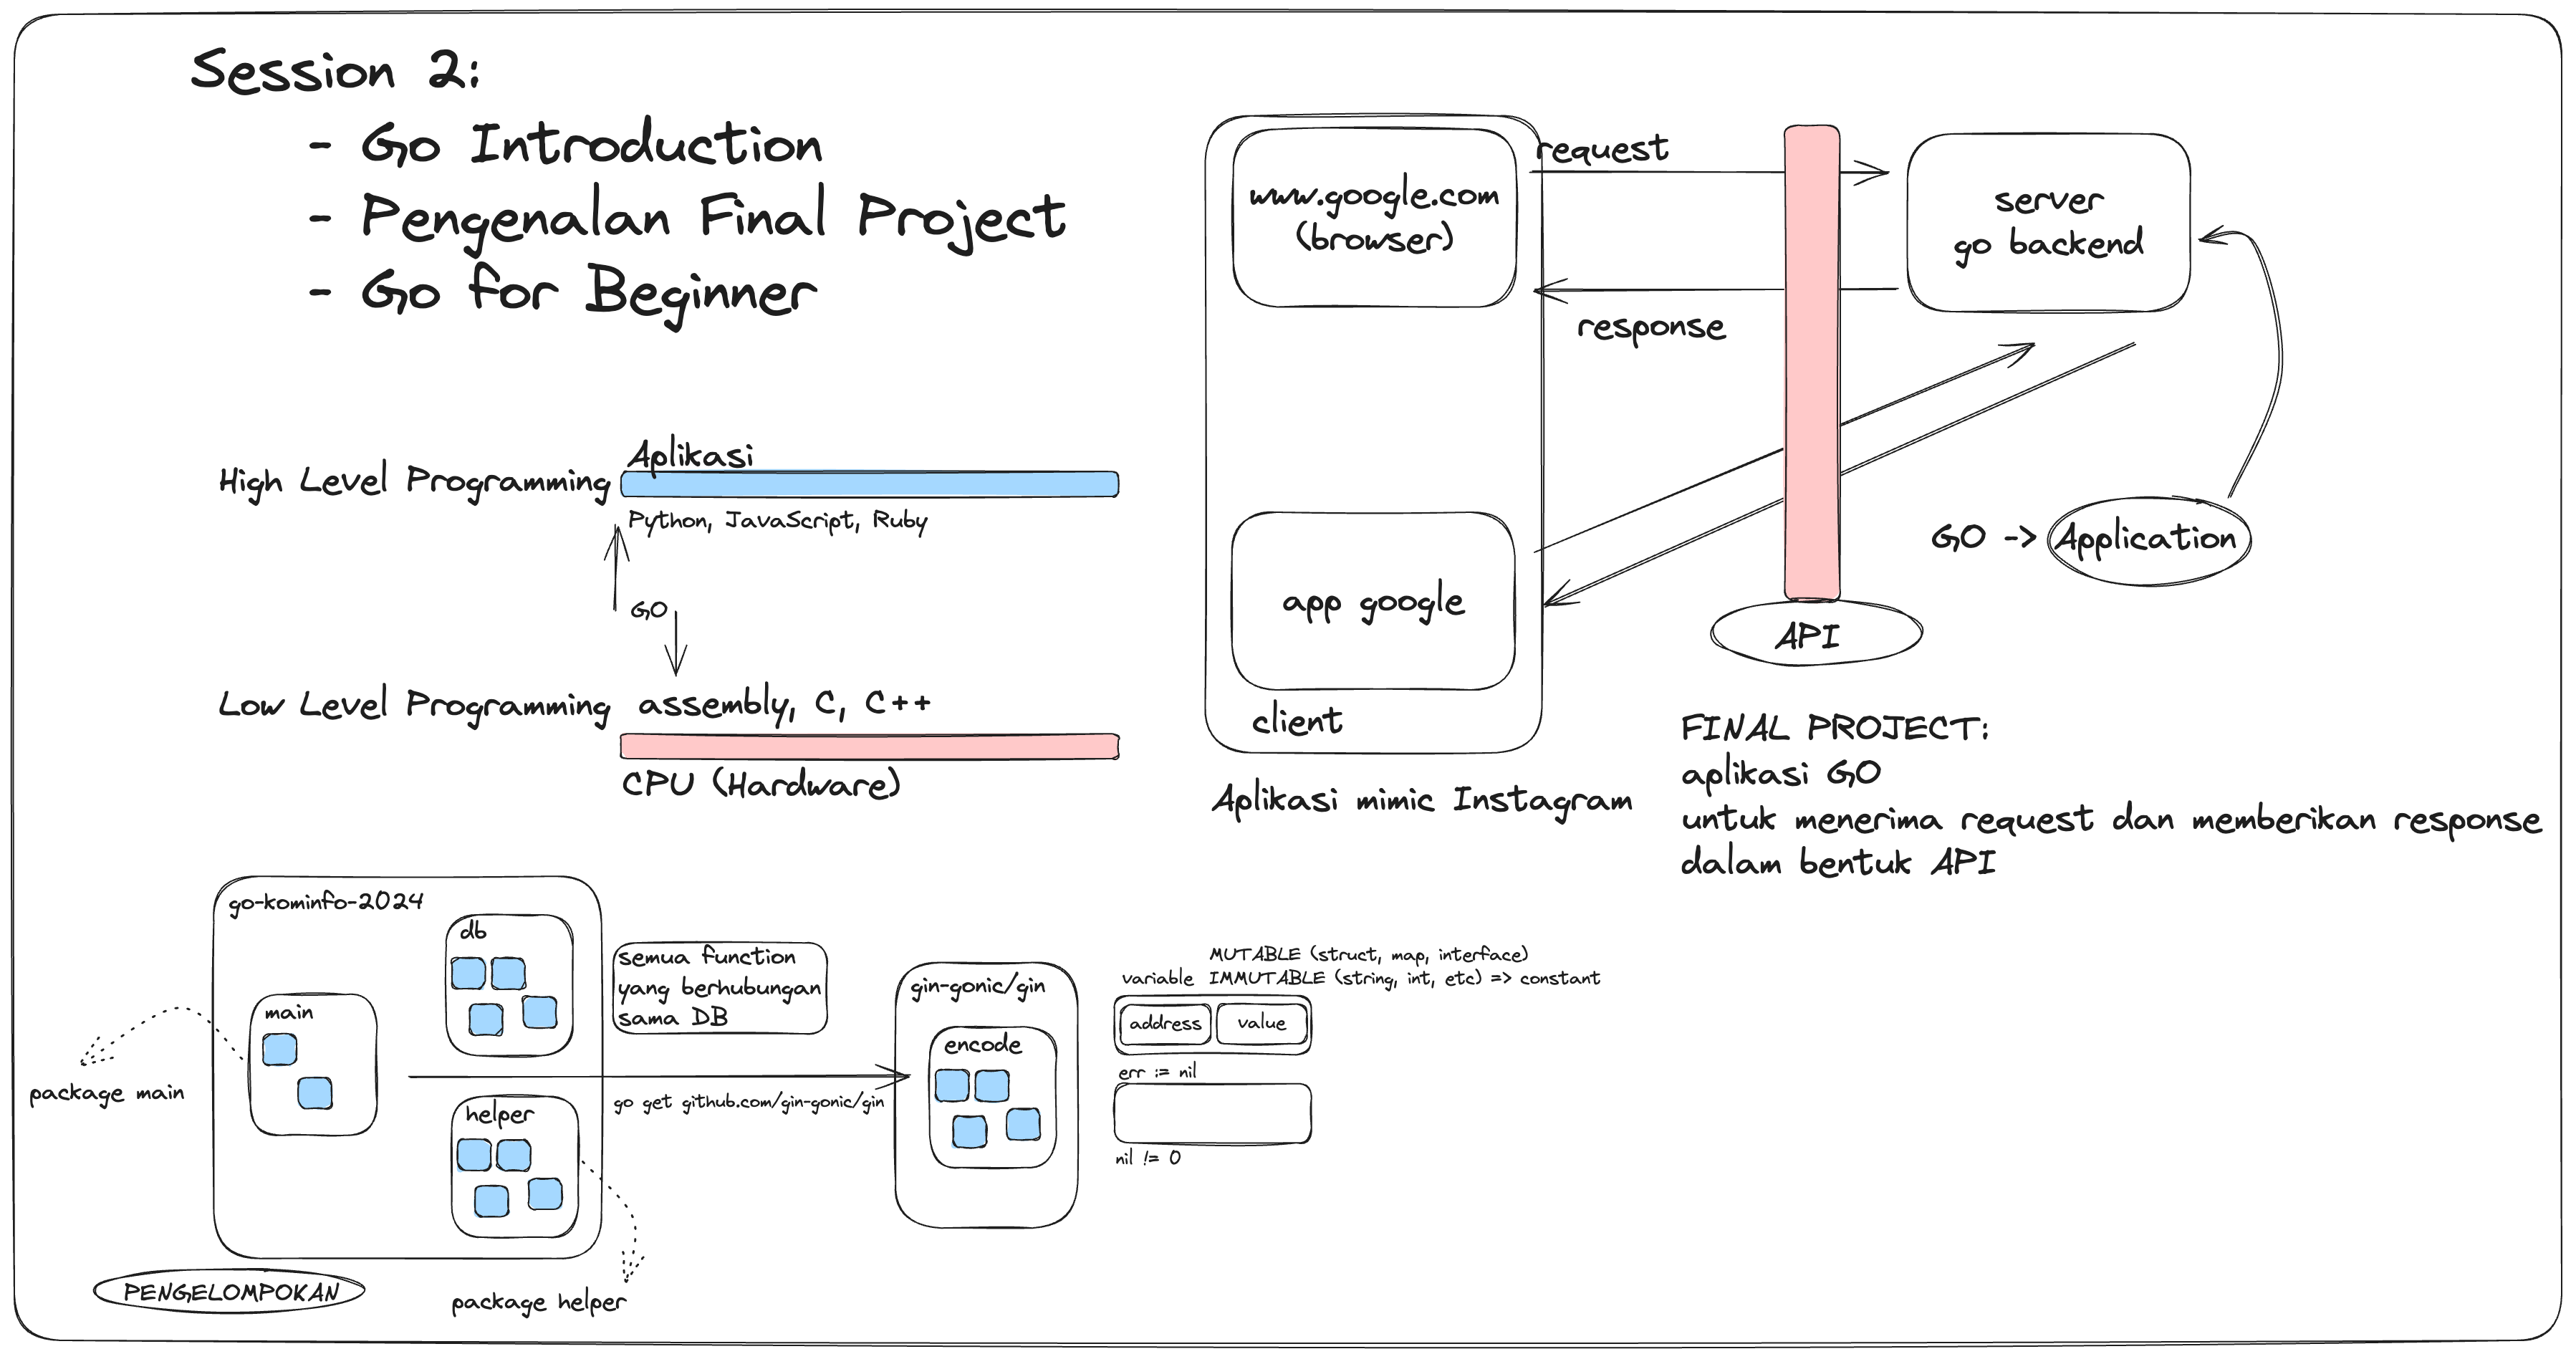 Session 2:
- Go Introduction
- Pengenalan Final Project
- Go for Beginner
High Level Programming
Aplikasi
Python, JavaScript, Ruby
GO
Low Level Programming
assembly, C, C++
CPU (Hardware)
www.google.com
(browser)
request
response
server
go backend
app google
client
API
GO -> Application
Aplikasi mimic Instagram
FINAL PROJECT:
aplikasi GO
untuk menerima request dan memberikan response
dalam bentuk API
go-kominfo-2024
main
db
helper
package main
package helper
PENGELOMPOKAN
semua function
yang berhubungan
sama DB
go get github.com/gin-gonic/gin
gin-gonic/gin
encode
MUTABLE (struct, map, interface)
variable IMMUTABLE (string, int, etc) => constant
address value
err := nil
nil != 0